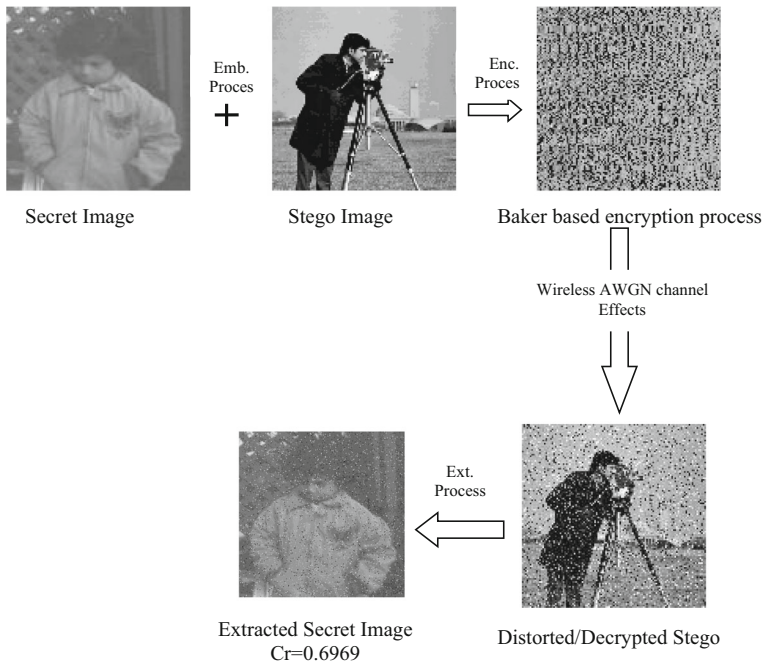 Emb.
Proces
+
Enc.
Proces
Secret Image
Stego Image
Baker based encryption process
Wireless AWGN channel
Effects
Ext.
Process
Extracted Secret Image
Cr=0.6969
Distorted/Decrypted Stego